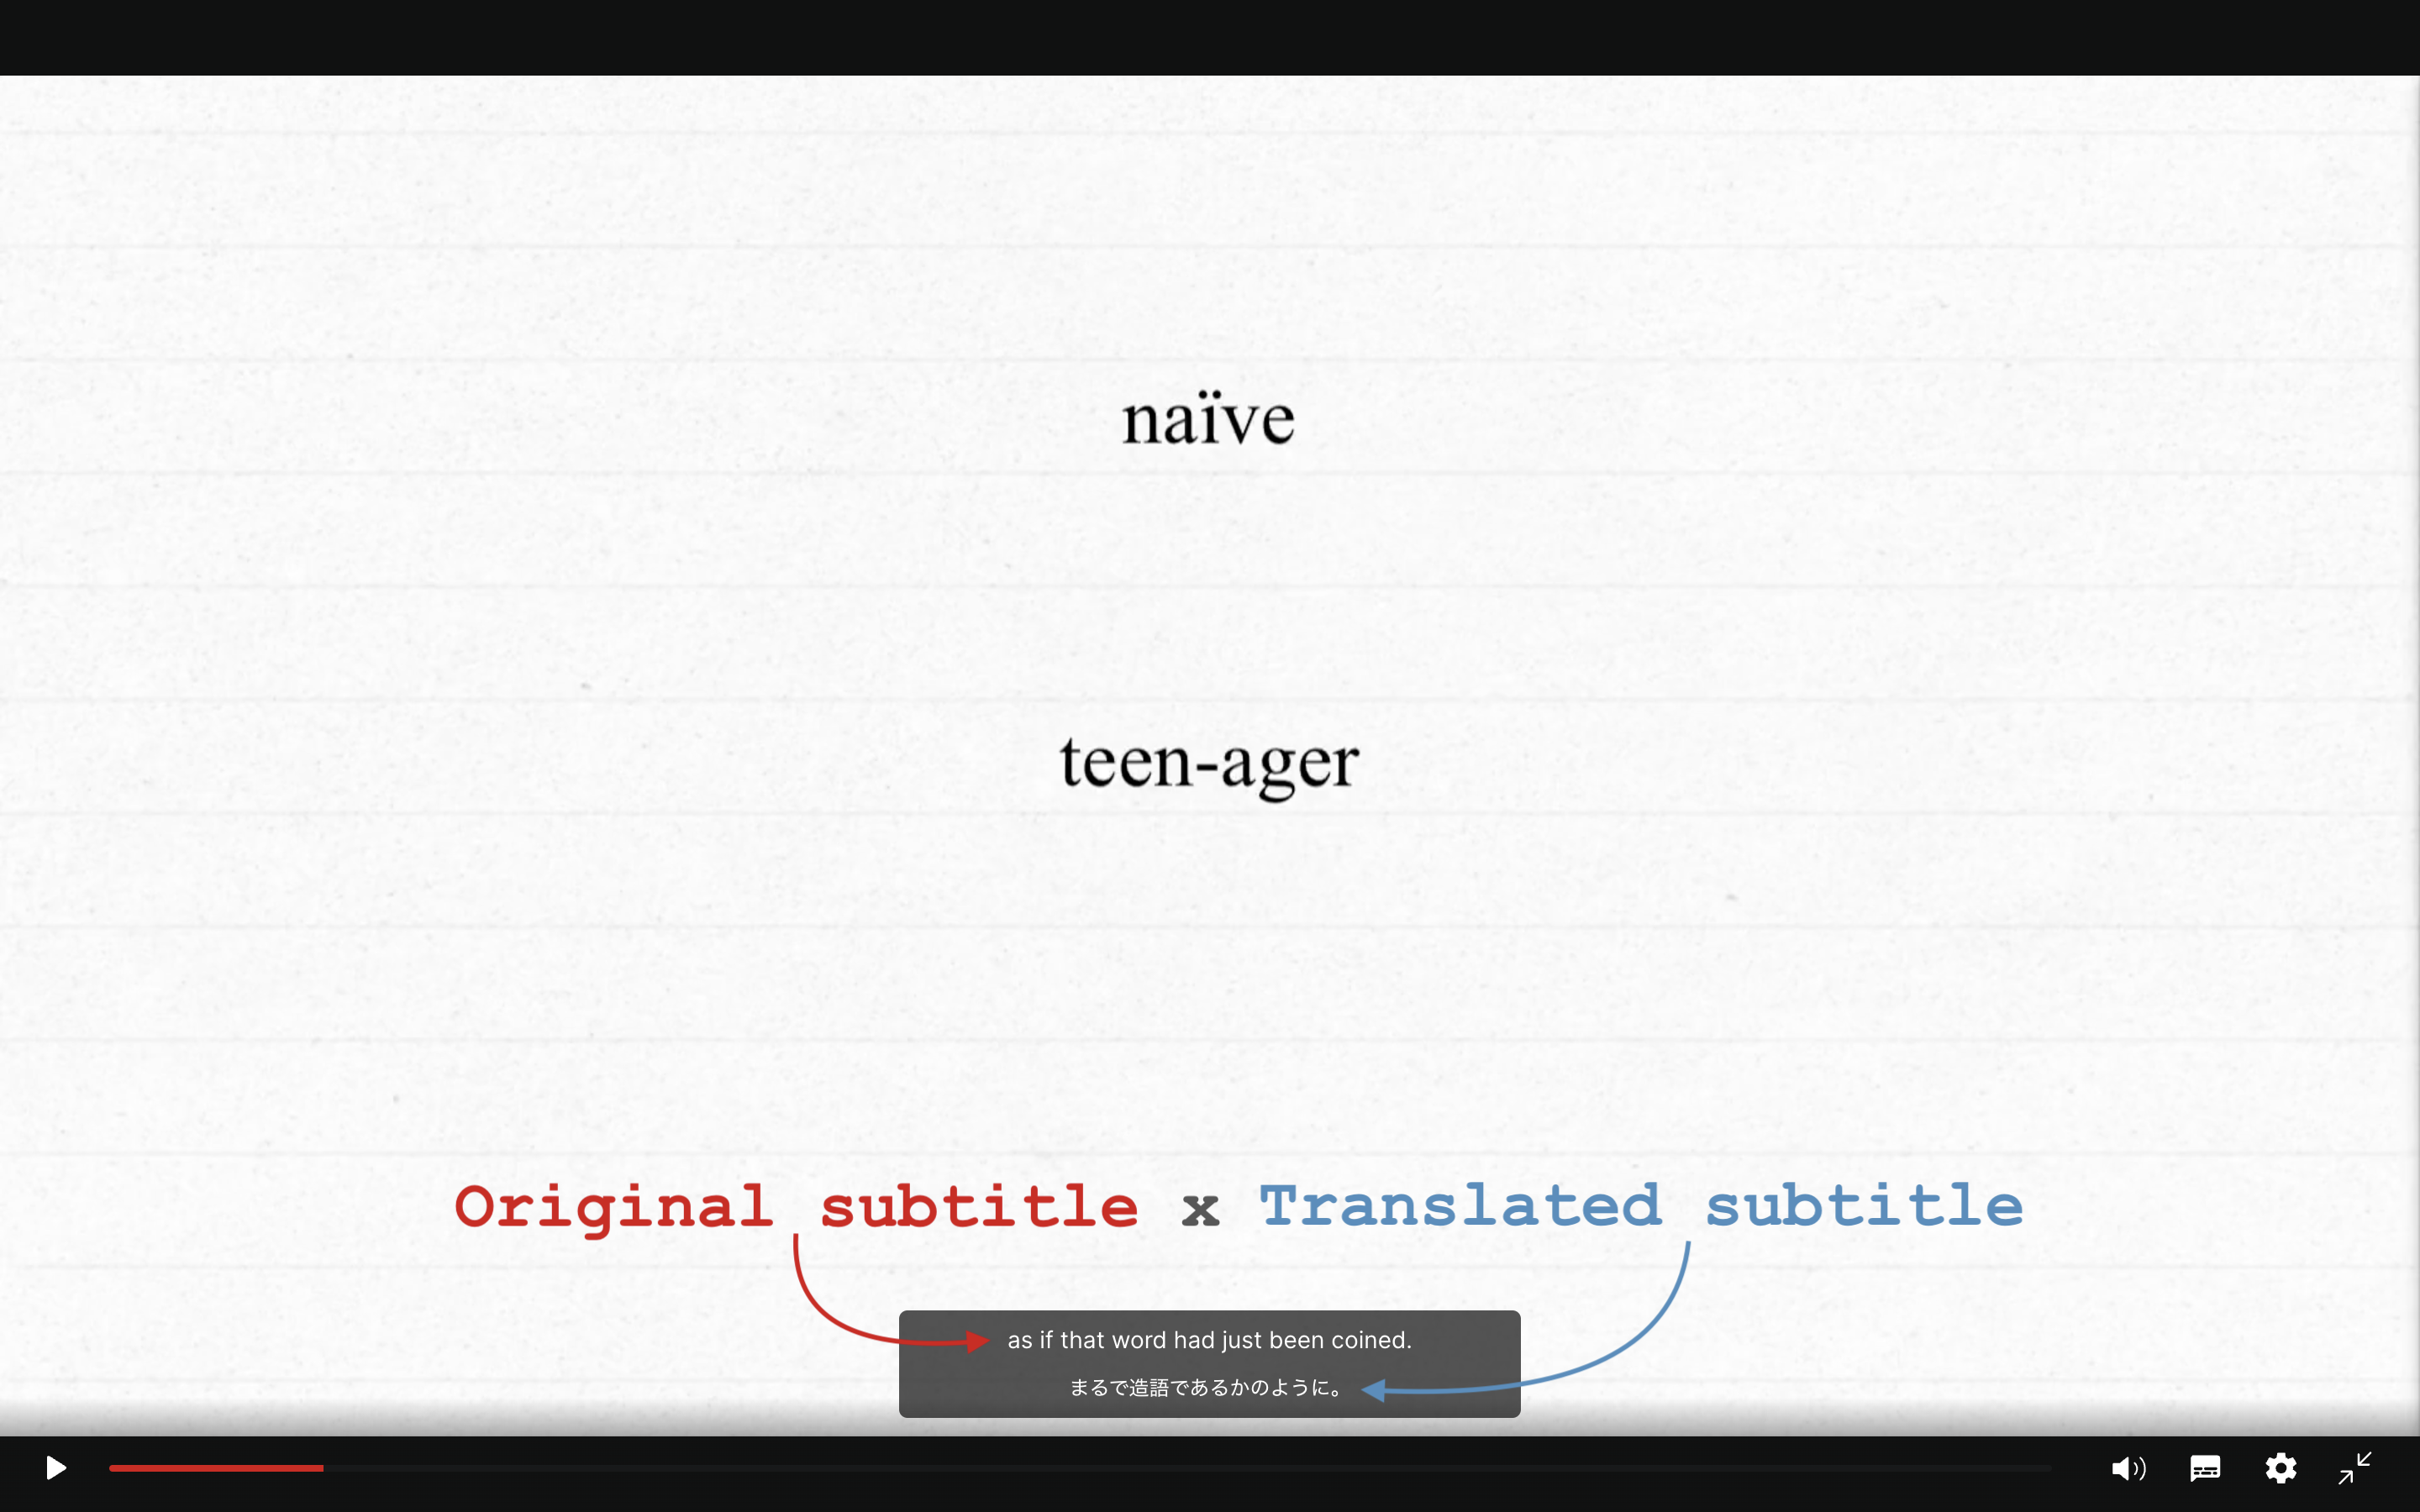 naïve
teen-ager
Original subtitle x Translated subtitle
as if that word had just been coined.
まるで造語であるかのように。